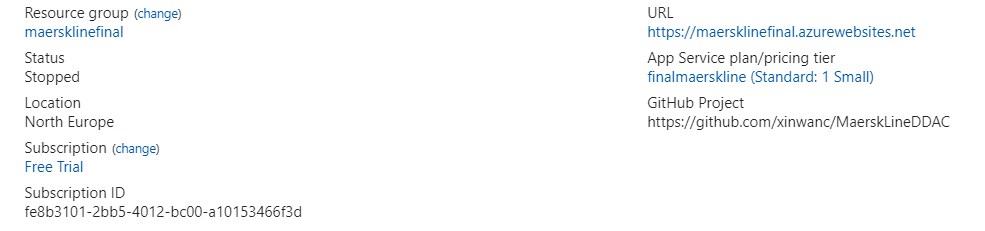 Resource group (change)
maersklinefinal
Status
Stopped
Location
North Europe
Subscription (change)
Free Trial
Subscription ID
fe8b3101-2bb5-4012-bc00-a10153466f3d
URL
https://maersklinefinal.azurewebsites.net
App Service plan/pricing tier
finalmaerskline (Standard: 1 Small)
GitHub Project
https://github.com/xinwanc/MaerskLineDDAC